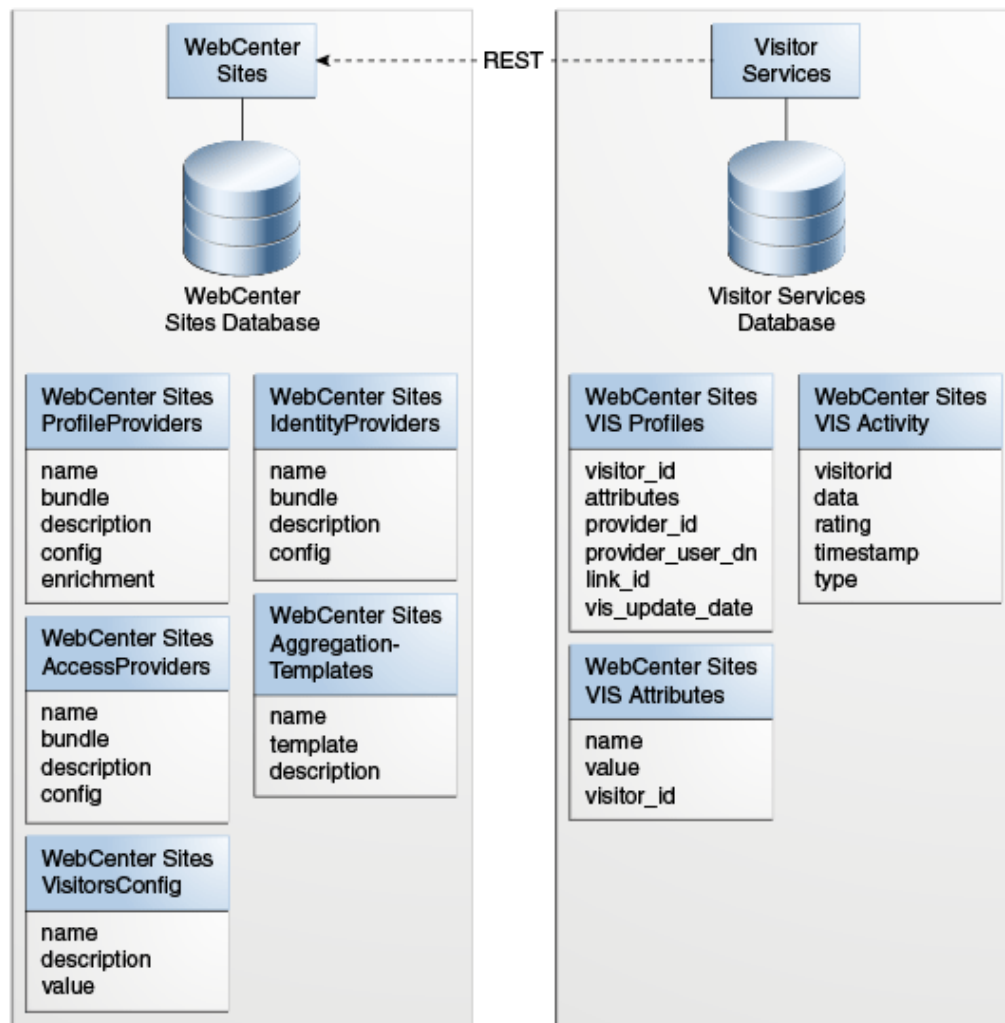 WebCenter
Sites
REST
Visitor
Services
WebCenter
Sites Database
Visitor Services
Database
WebCenter Sites
ProfileProviders
name
bundle
description
config
enrichment
WebCenter Sites
IdentityProviders
name
bundle
description
config
WebCenter Sites
AccessProviders
name
bundle
description
config
WebCenter Sites
Aggregation-
Templates
name
template
description
WebCenter Sites
VisitorsConfig
name
description
value
WebCenter Sites
VIS Profiles
visitor_id
attributes
provider_id
provider_user_dn
link_id
vis_update_date
WebCenter Sites
VIS Activity
visitorid
data
rating
timestamp
type
WebCenter Sites
VIS Attributes
name
value
visitor_id